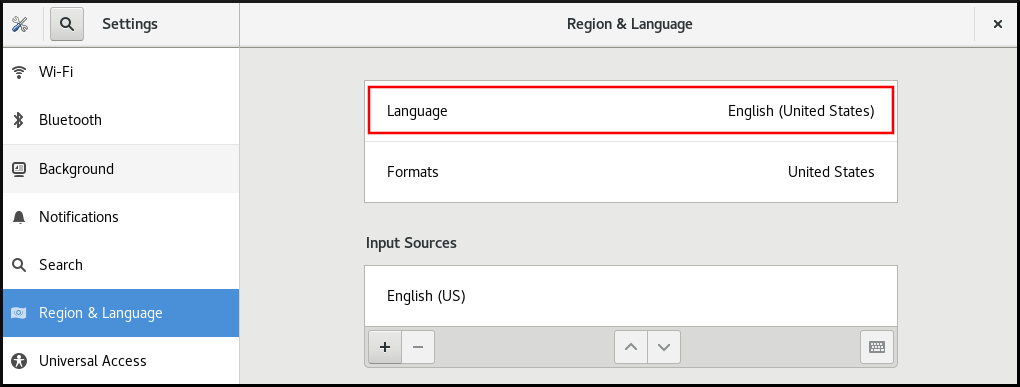 Settings
Region & Language
Wi-Fi
Bluetooth
Background
Notifications
Search
Region & Language
Universal Access
Language English (United States)
Formats United States
Input Sources
English (US)